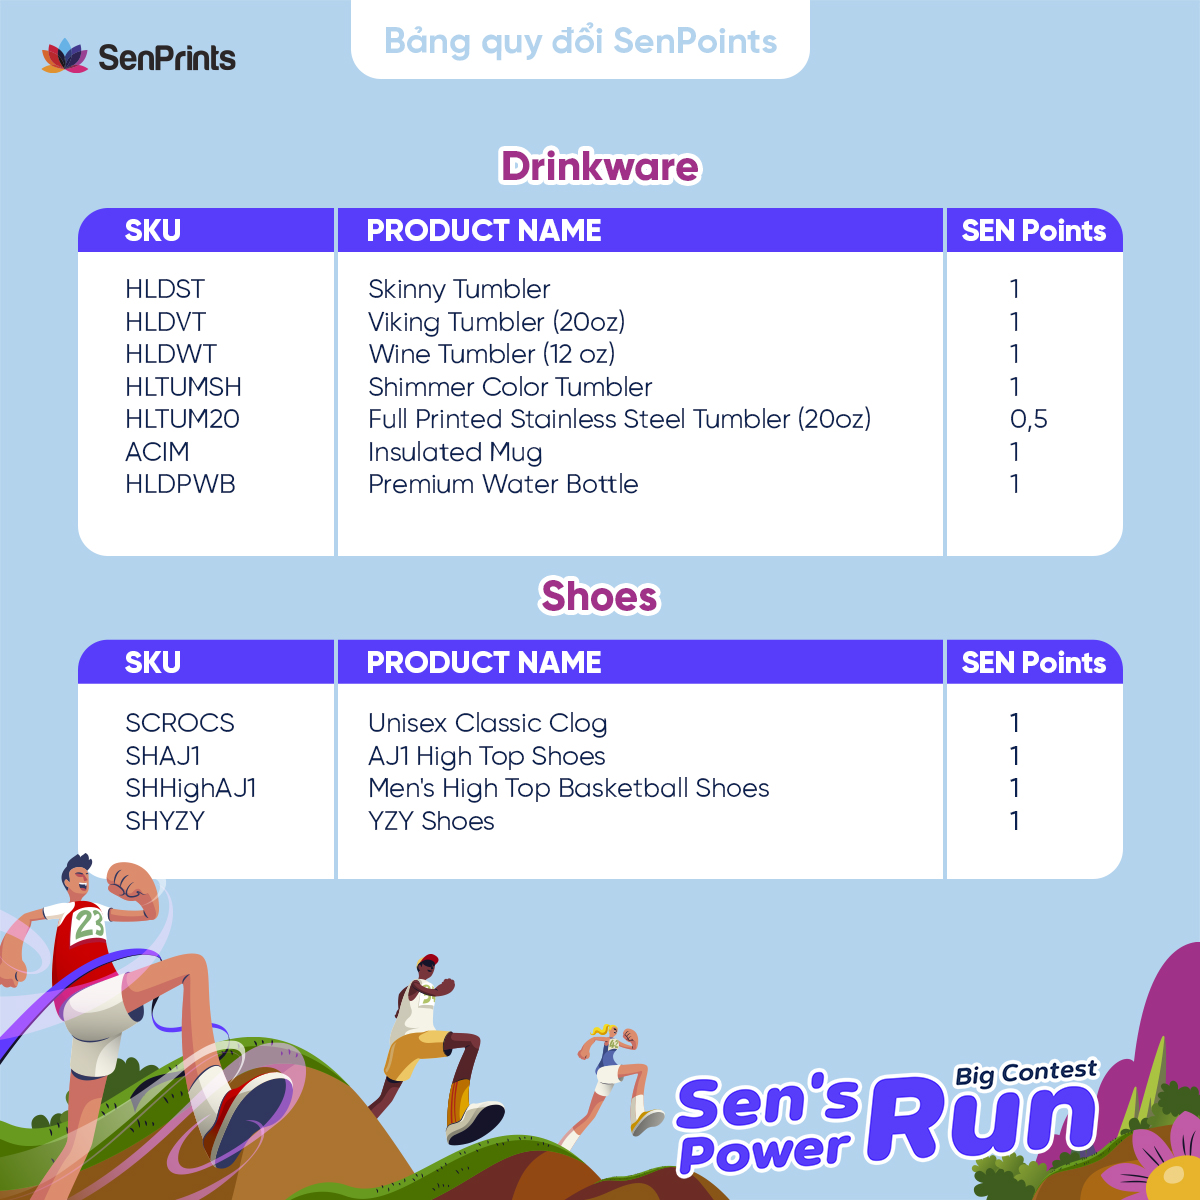 SenPrints
Bảng quy đổi SenPoints
Drinkware
SKU PRODUCT NAME SEN Points
HLDST Skinny Tumbler 1
HLDVT Viking Tumbler (20oz) 1
HLDWT Wine Tumbler (12 oz) 1
HLTUMSH Shimmer Color Tumbler 1
HLTUM20 Full Printed Stainless Steel Tumbler (20oz) 0,5
ACIM Insulated Mug 1
HLDPWB Premium Water Bottle 1
Shoes
SKU PRODUCT NAME SEN Points
SCROCS Unisex Classic Clog 1
SHAJ1 AJ1 High Top Shoes 1
SHHighAJ1 Men's High Top Basketball Shoes 1
SHYZY YZY Shoes 1
23
Big Contest
Sen's
Power Run